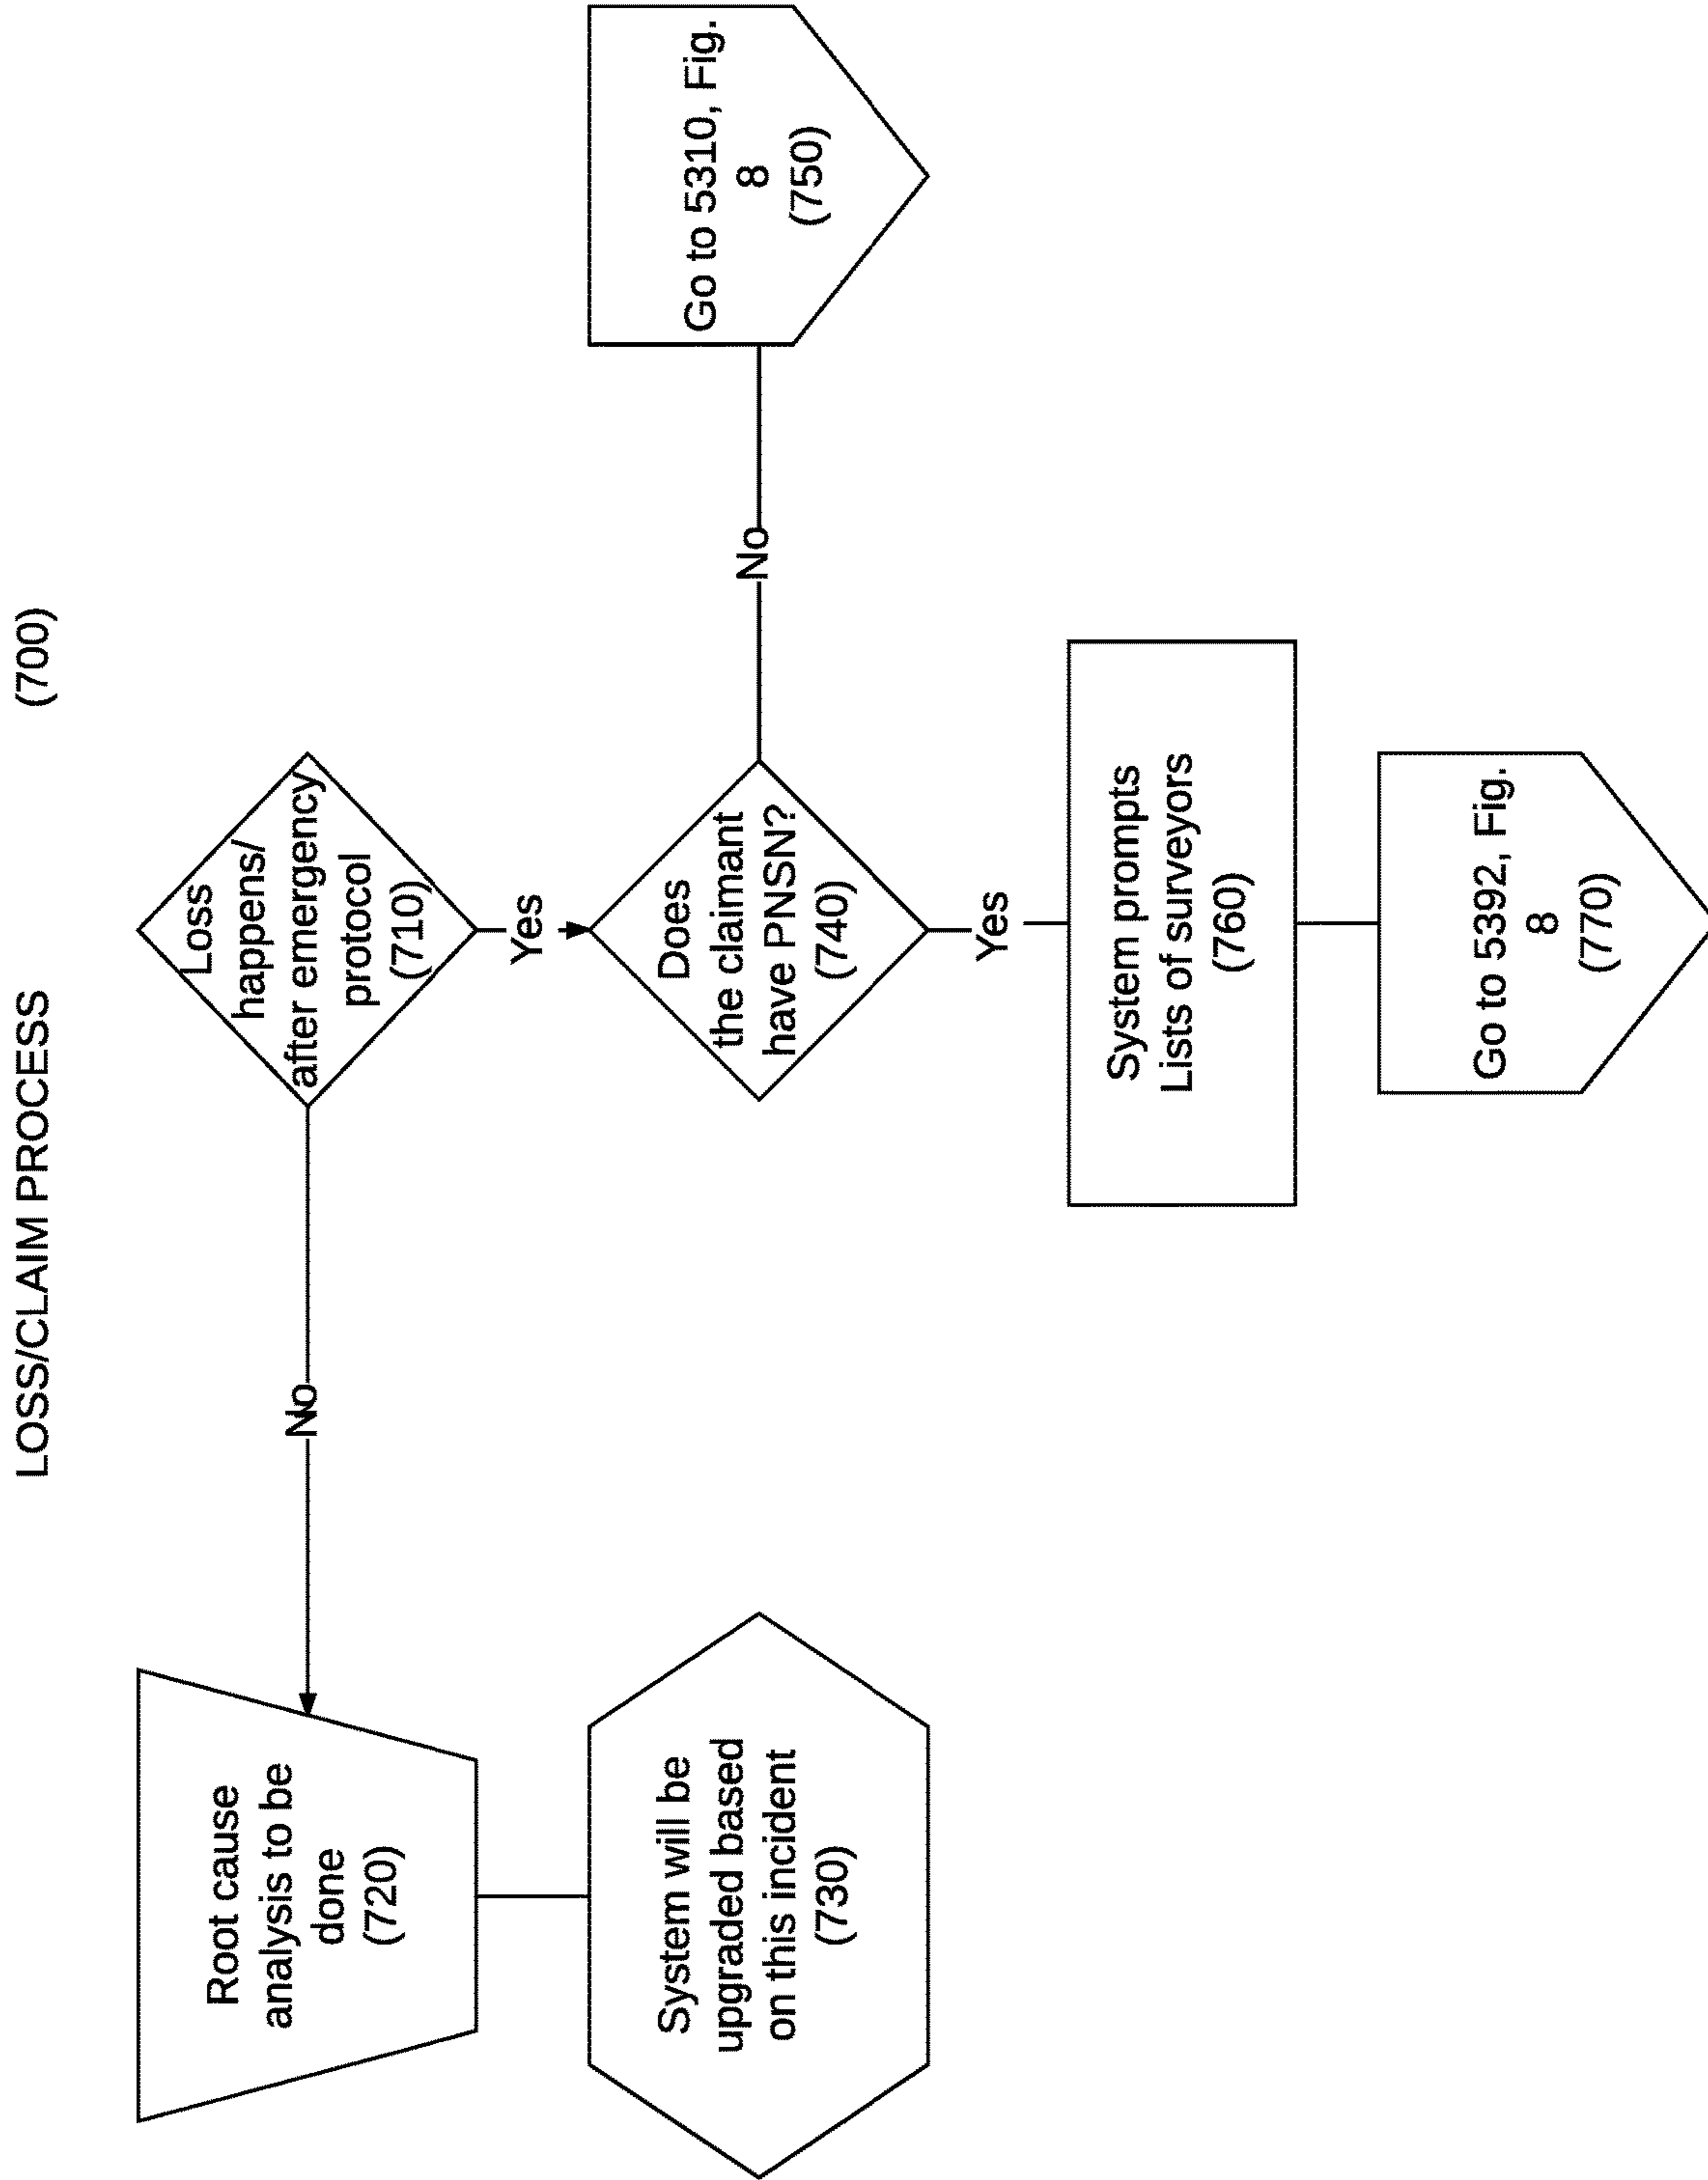 LOSS/CLAIM PROCESS (700)
Loss
happens/
after emergency
protocol
(710)
No
Root cause
analysis to be
done
(720)
System will be
upgraded based
on this incident
(730)
Yes
Does
the claimant
have PNSN?
(740)
No
Go to 5310, Fig.
8
(750)
Yes
System prompts
Lists of surveyors
(760)
Go to 5392, Fig.
8
(770)